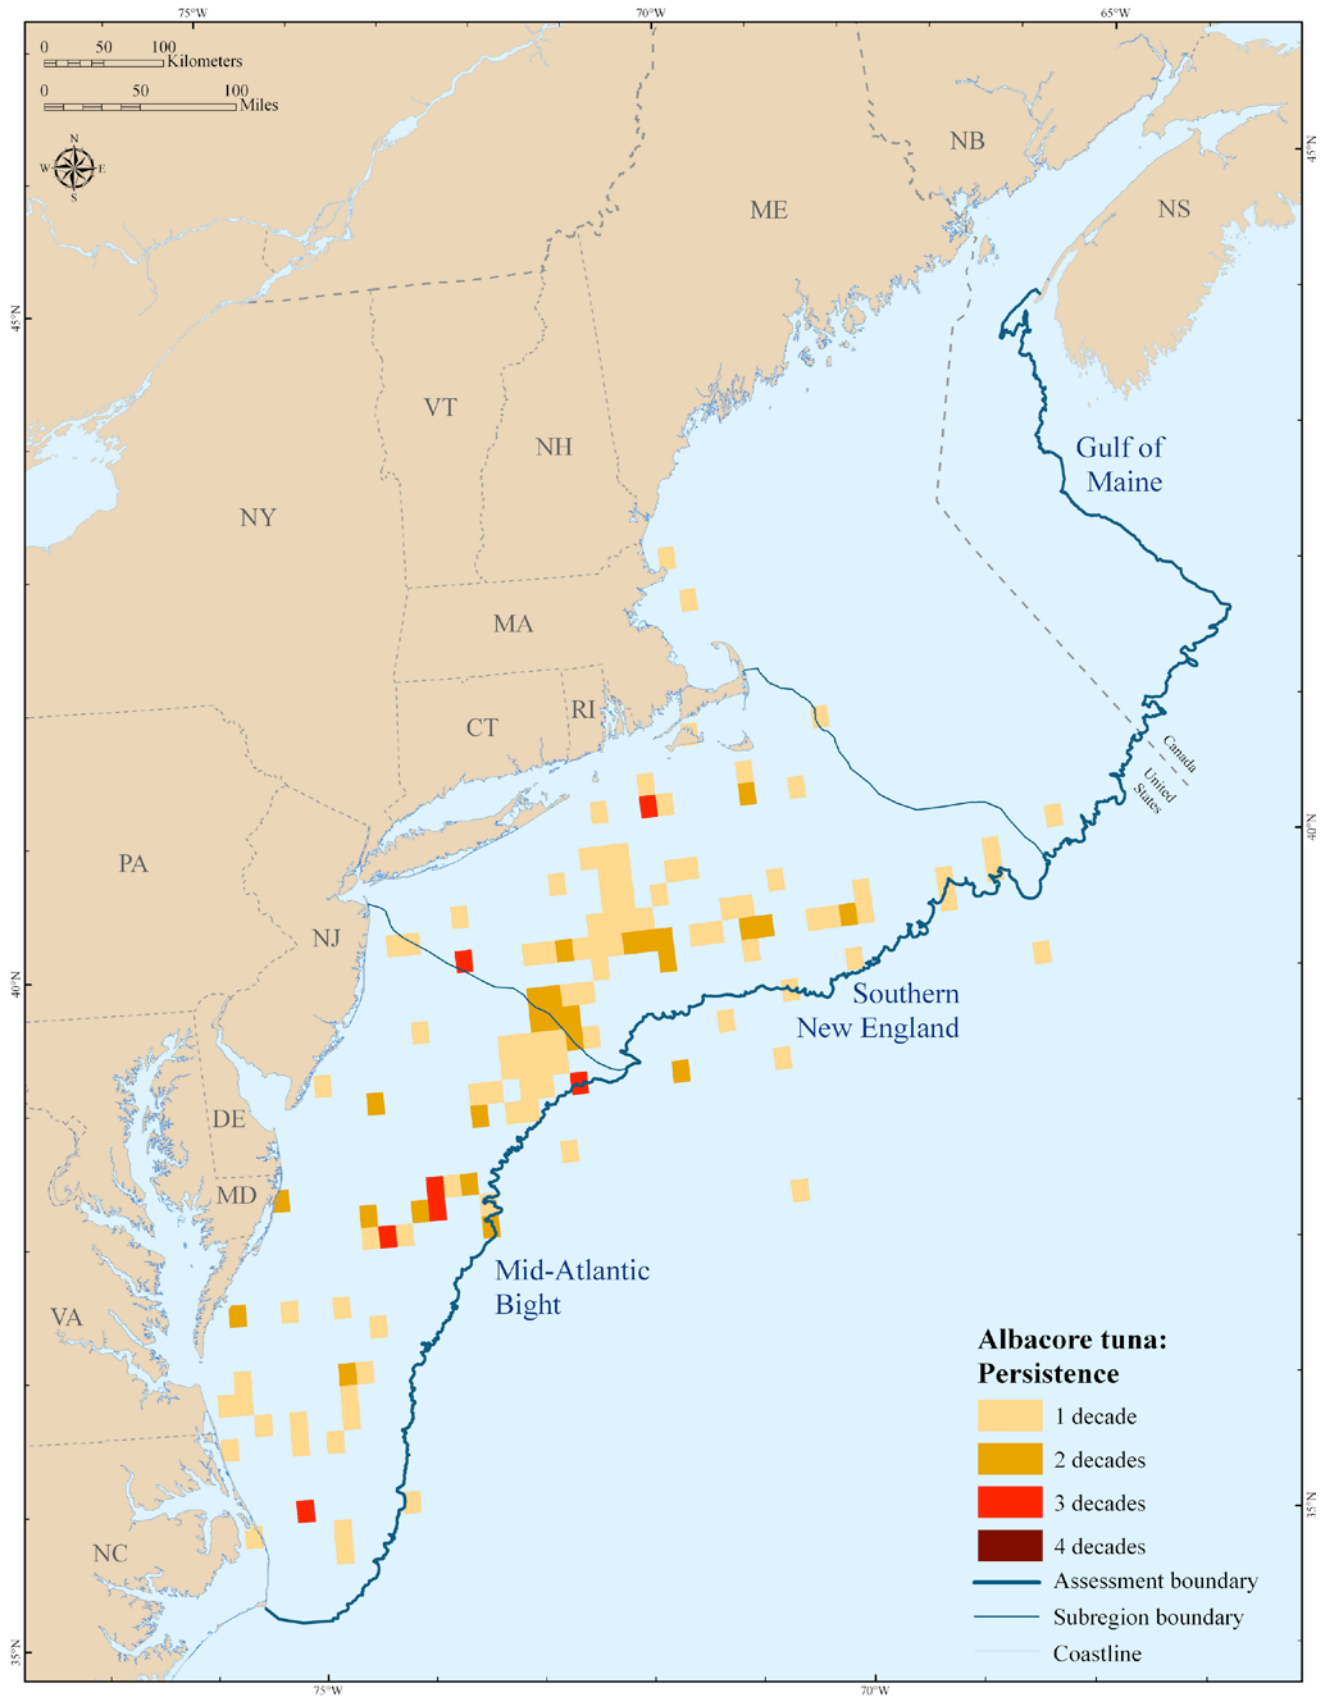 75°W
70°W
65°W
0 50 100
Kilometers
0 50 100
Miles
N
W E
S
NB
45°N
ME
NS
45°N
VT
NH
Gulf of
Maine
NY
MA
RI
CT
Canada
United
States
40°N
PA
NJ
40°N
Southern
New England
DE
MD
Mid-Atlantic
Bight
VA
Albacore tuna:
Persistence
1 decade
2 decades
3 decades
35°N
4 decades
NC
Assessment boundary
Subregion boundary
Coastline
35°N
75°W
70°W